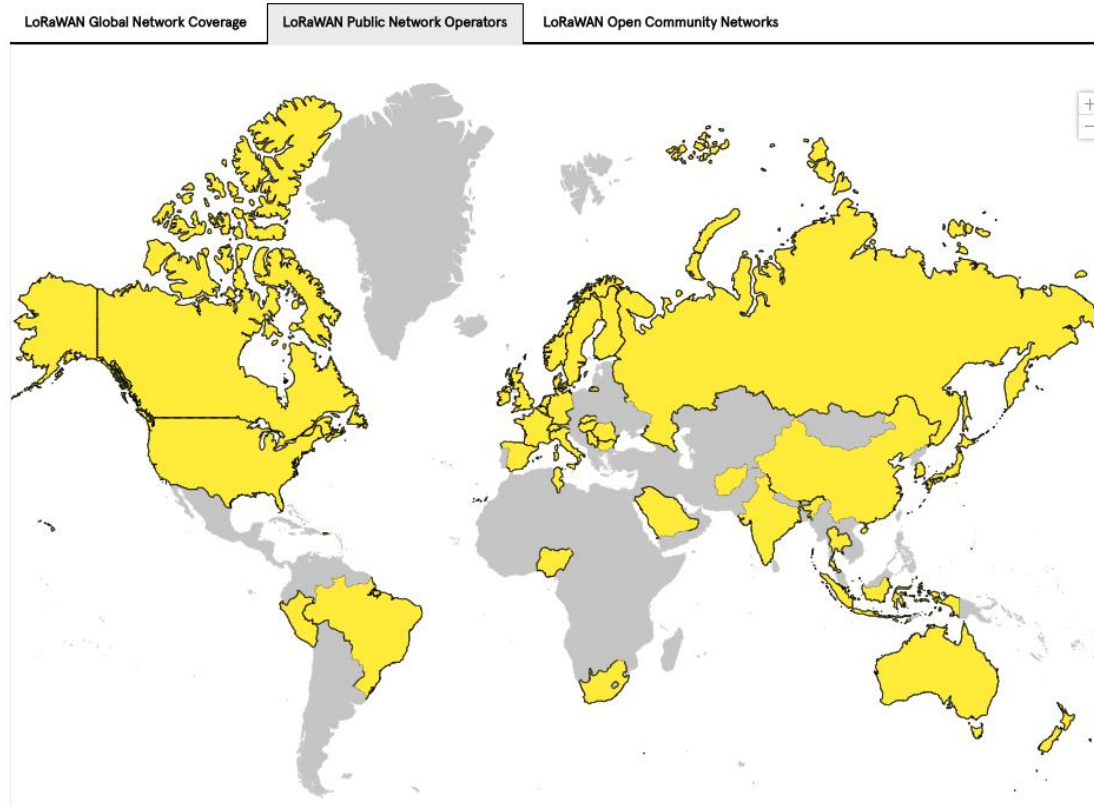 LoRaWAN Global Network Coverage
LoRaWAN Public Network Operators
LoRaWAN Open Community Networks
+
−